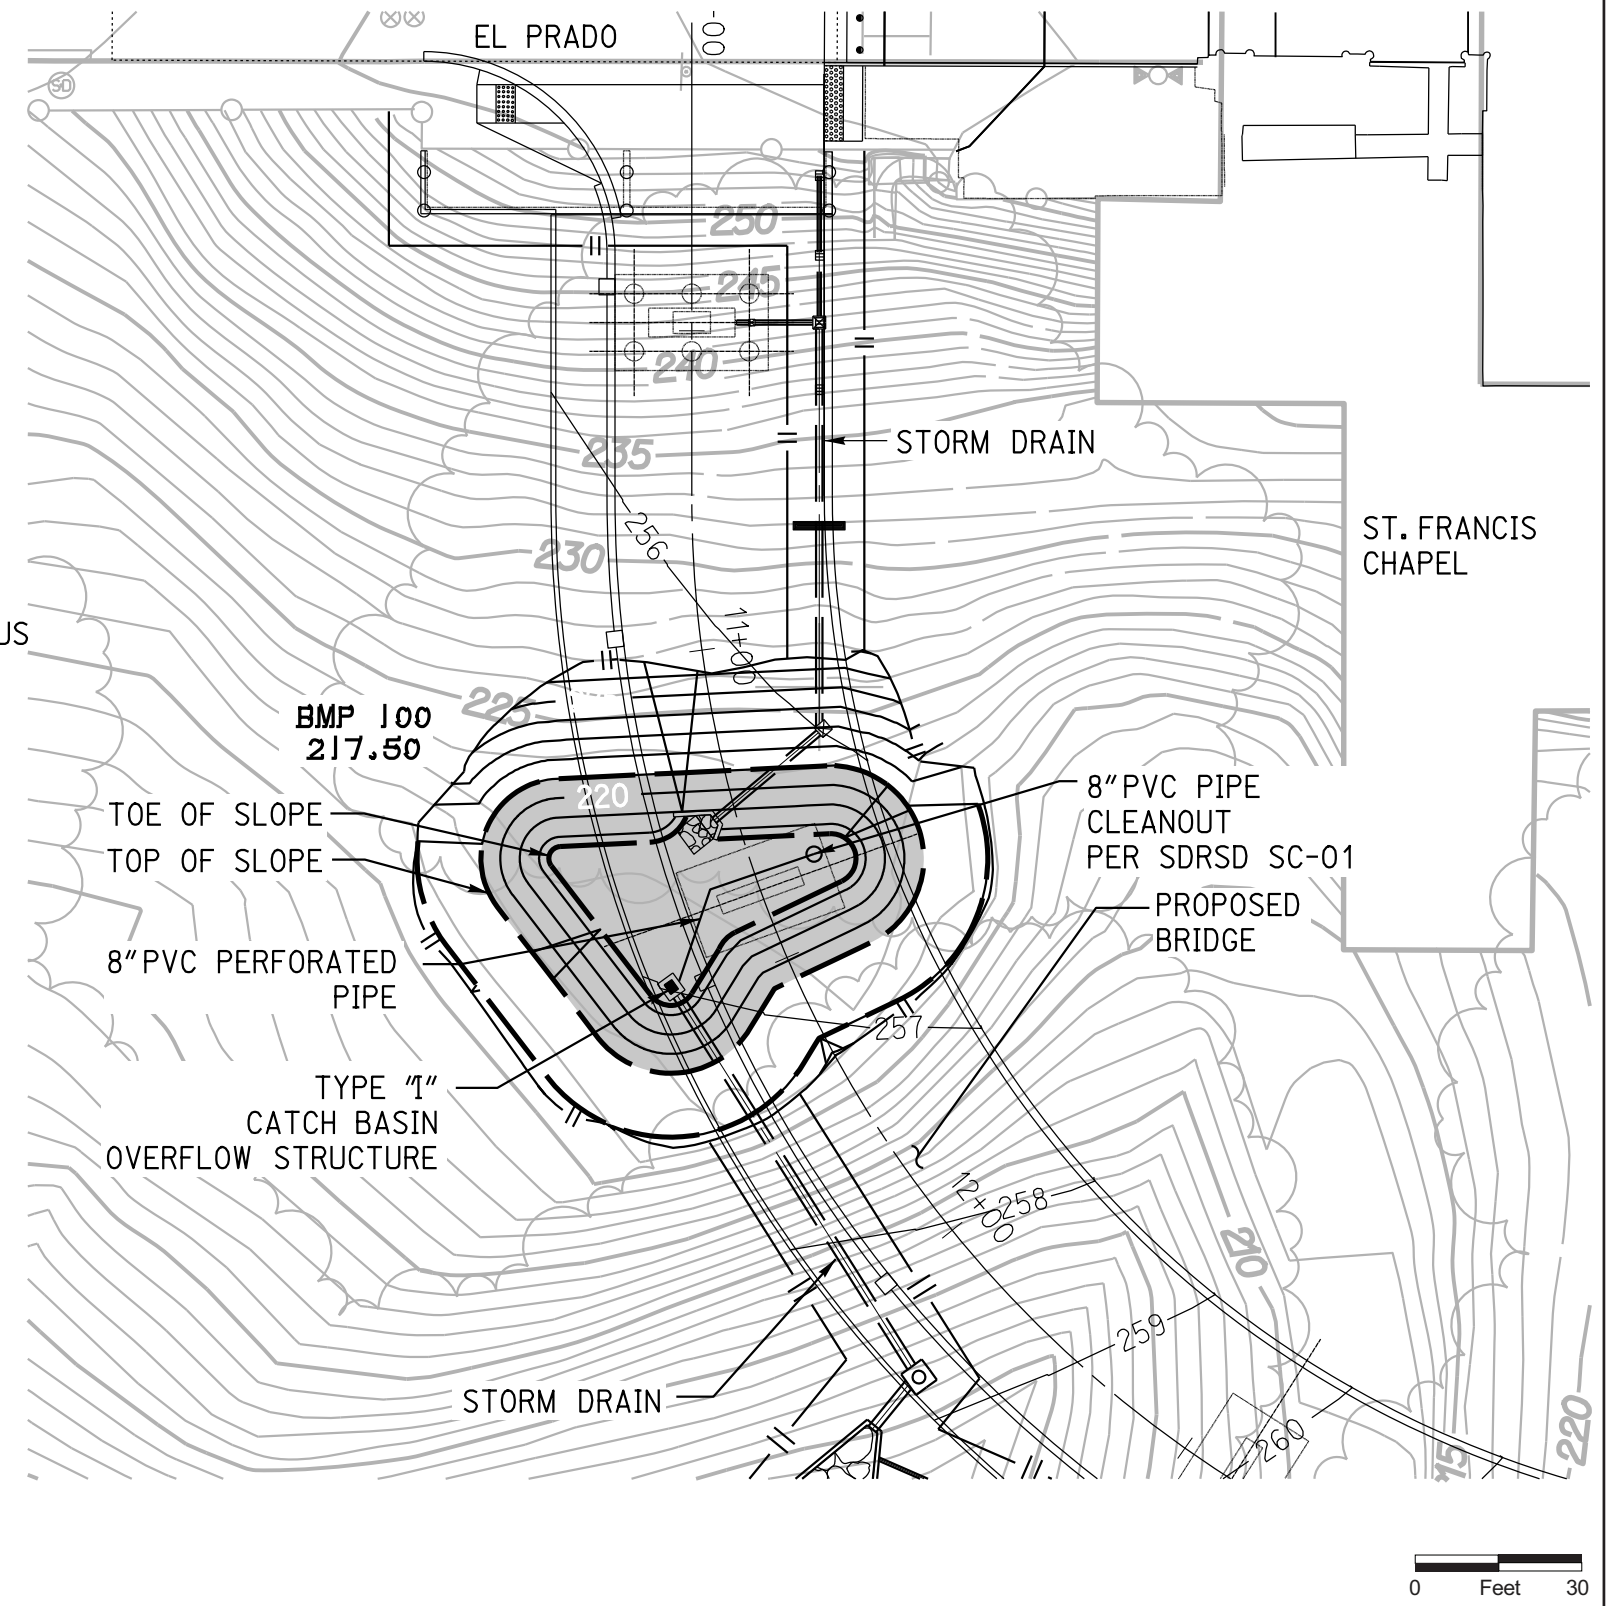 EL PRADO
00
SD
250
245
240
235
STORM DRAIN
256
230
ST. FRANCIS
CHAPEL
11+00
US
225
BMP 100
217.50
220
8"PVC PIPE
CLEANOUT
PER SDRSD SC-01
TOE OF SLOPE
TOP OF SLOPE
PROPOSED
BRIDGE
8"PVC PERFORATED
PIPE
257
TYPE "I"
CATCH BASIN
OVERFLOW STRUCTURE
12+00
258
210
259
STORM DRAIN
260
15
220
0 Feet 30